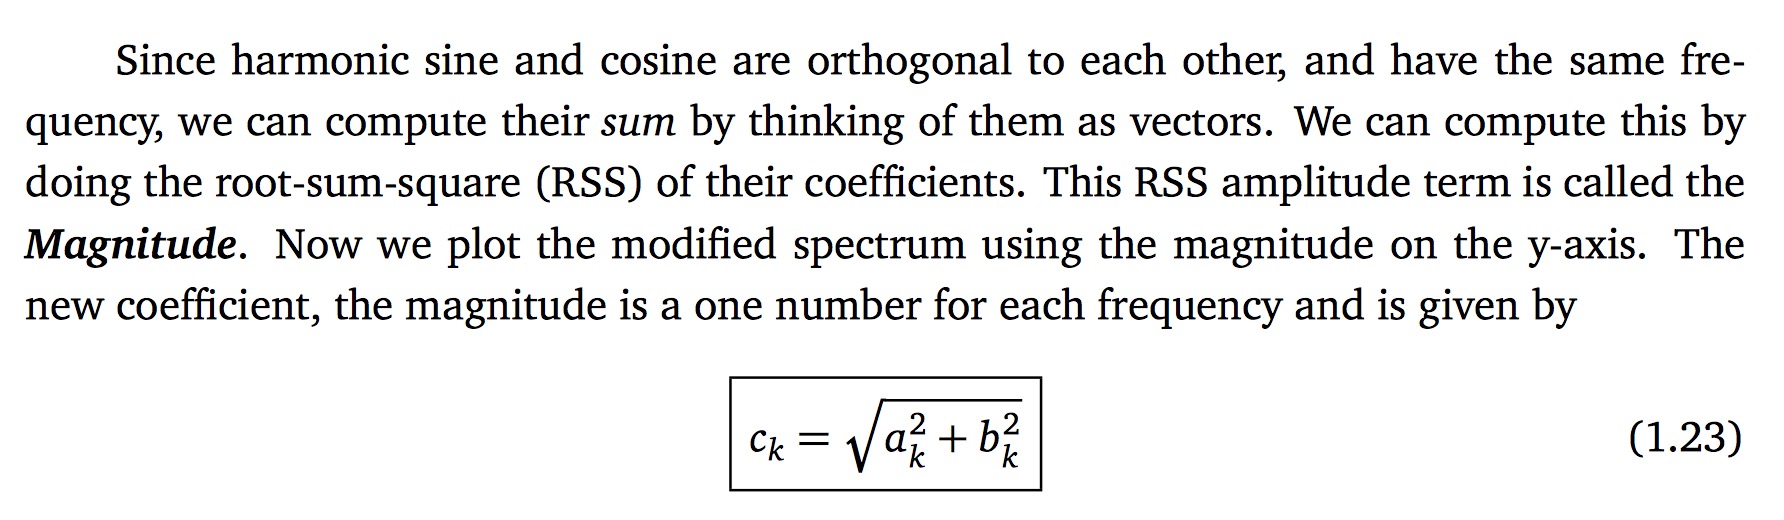 Since harmonic sine and cosine are orthogonal to each other, and have the same fre-
quency, we can compute their sum by thinking of them as vectors. We can compute this by
doing the root-sum-square (RSS) of their coefficients. This RSS amplitude term is called the
Magnitude. Now we plot the modified spectrum using the magnitude on the y-axis. The
new coefficient, the magnitude is a one number for each frequency and is given by
c_k = √(a_k^2 + b_k^2) (1.23)